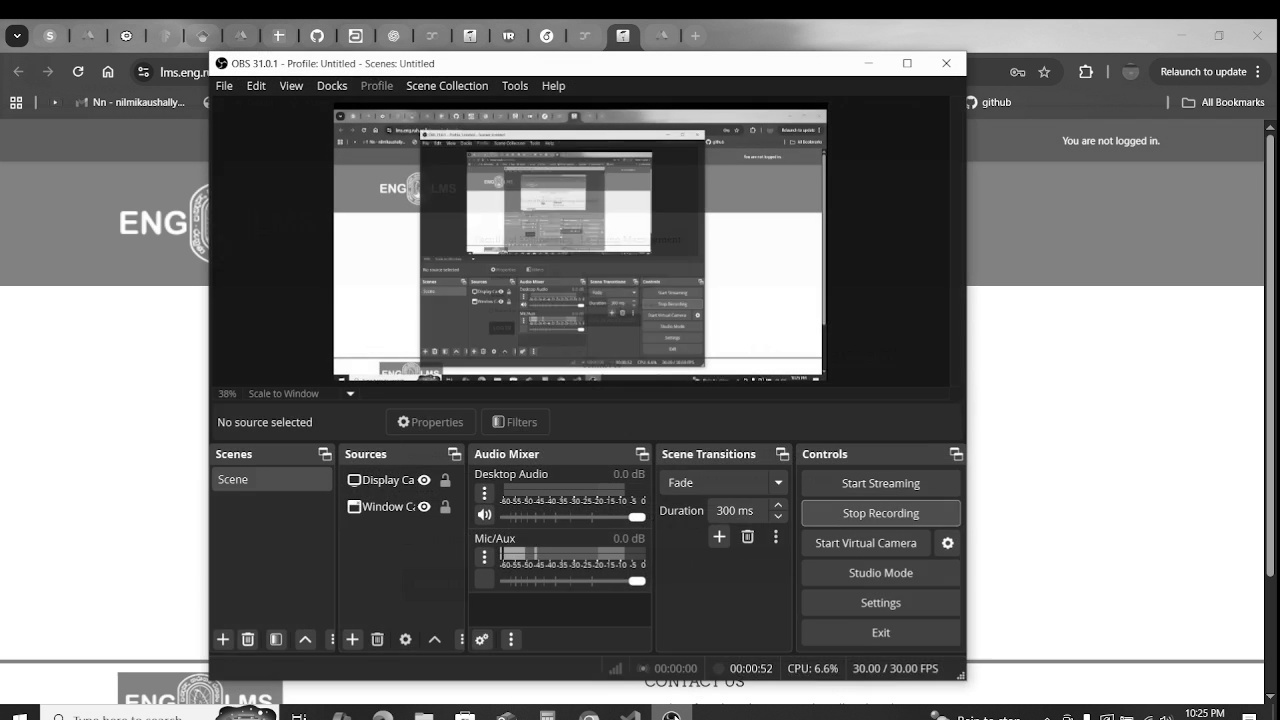 OBS 31.0.1 - Profile: Untitled - Scenes: Untitled
lms.eng.ru
Relaunch to update
File Edit View Docks Profile Scene Collection Tools Help
Nn - nilmikaushally...
github
All Bookmarks
You are not logged in.
ENG
38% Scale to Window
No source selected
Properties
Filters
Scenes
Sources
Audio Mixer
Scene Transitions
Controls
Scene
Display Ca
Window Ca
Desktop Audio 0.0 dB
-60 -55 -50 -45 -40 -35 -30 -25 -20 -15 -10 -5 0
Mic/Aux 0.0 dB
-60 -55 -50 -45 -40 -35 -30 -25 -20 -15 -10 -5 0
Fade
Duration 300 ms
Start Streaming
Stop Recording
Start Virtual Camera
Studio Mode
Settings
Exit
00:00:00
00:00:52
CPU: 6.6%
30.00 / 30.00 FPS
CONTACT US
ENG LMS
Type here to search
10:25 PM